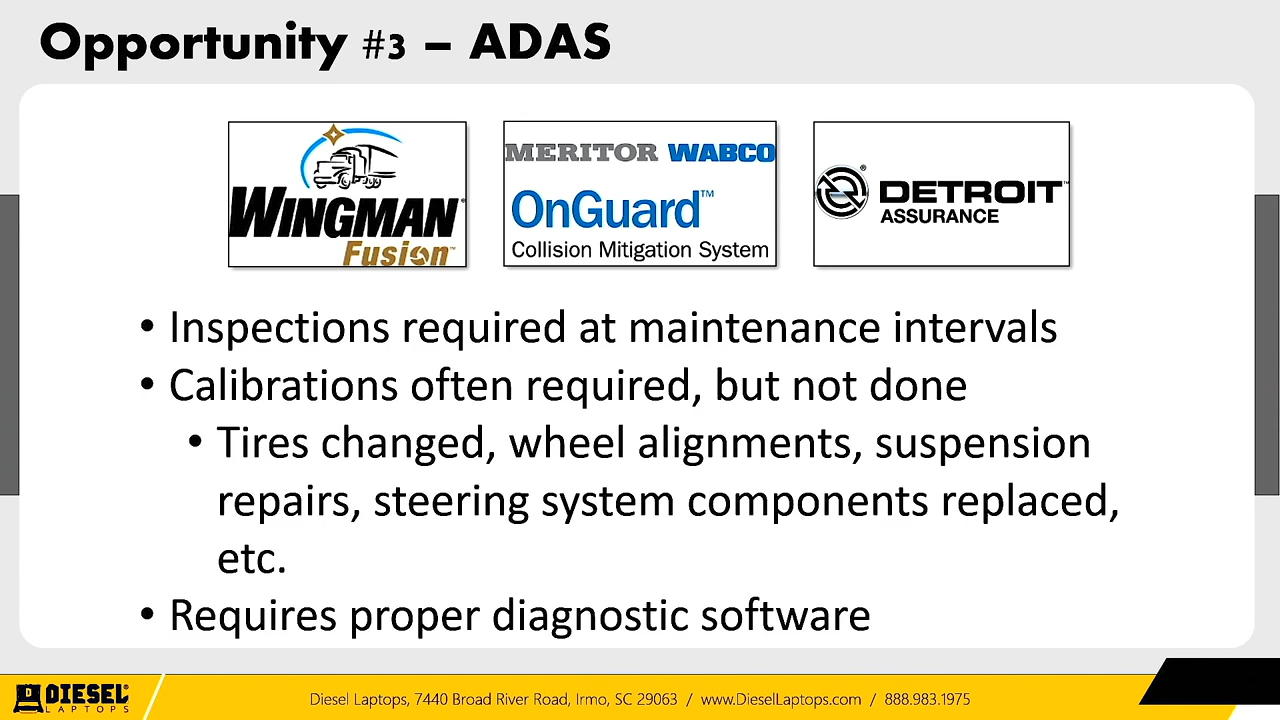 Opportunity #3 – ADAS
WINGMAN®
Fusion™
MERITOR WABCO
OnGuard™
Collision Mitigation System
® DETROIT™
ASSURANCE
• Inspections required at maintenance intervals
• Calibrations often required, but not done
• Tires changed, wheel alignments, suspension
repairs, steering system components replaced,
etc.
• Requires proper diagnostic software
DIESEL®
LAPTOPS
Diesel Laptops, 7440 Broad River Road, Irmo, SC 29063 / www.DieselLaptops.com / 888.983.1975